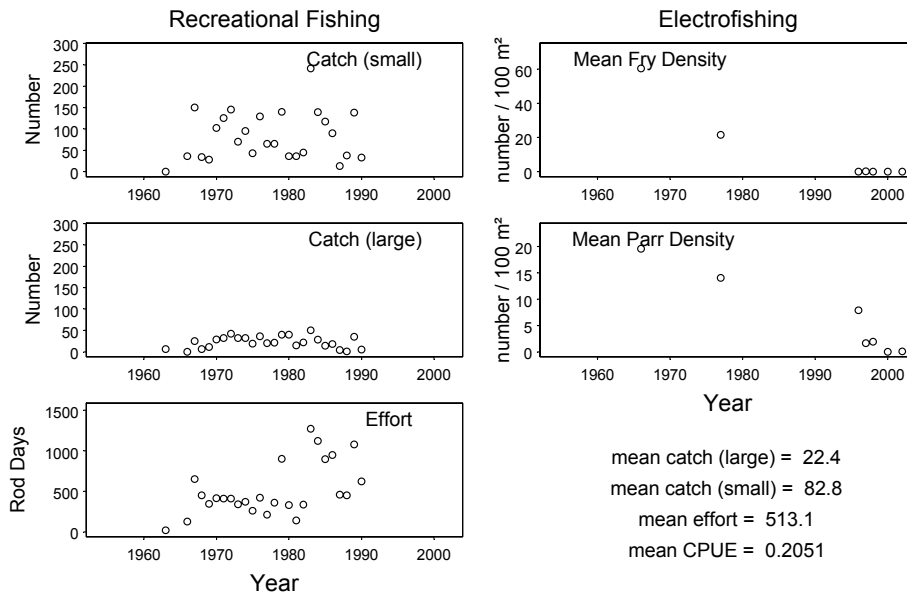 Recreational Fishing
Catch (small)
Number
300
250
200
150
100
50
0
1960 1970 1980 1990 2000
Catch (large)
Number
300
250
200
150
100
50
0
1960 1970 1980 1990 2000
Effort
Rod Days
1500
1000
500
0
1960 1970 1980 1990 2000
Year
Electrofishing
Mean Fry Density
number / 100 m²
60
40
20
0
1960 1970 1980 1990 2000
Mean Parr Density
number / 100 m²
20
15
10
5
0
1960 1970 1980 1990 2000
Year
mean catch (large) = 22.4
mean catch (small) = 82.8
mean effort = 513.1
mean CPUE = 0.2051